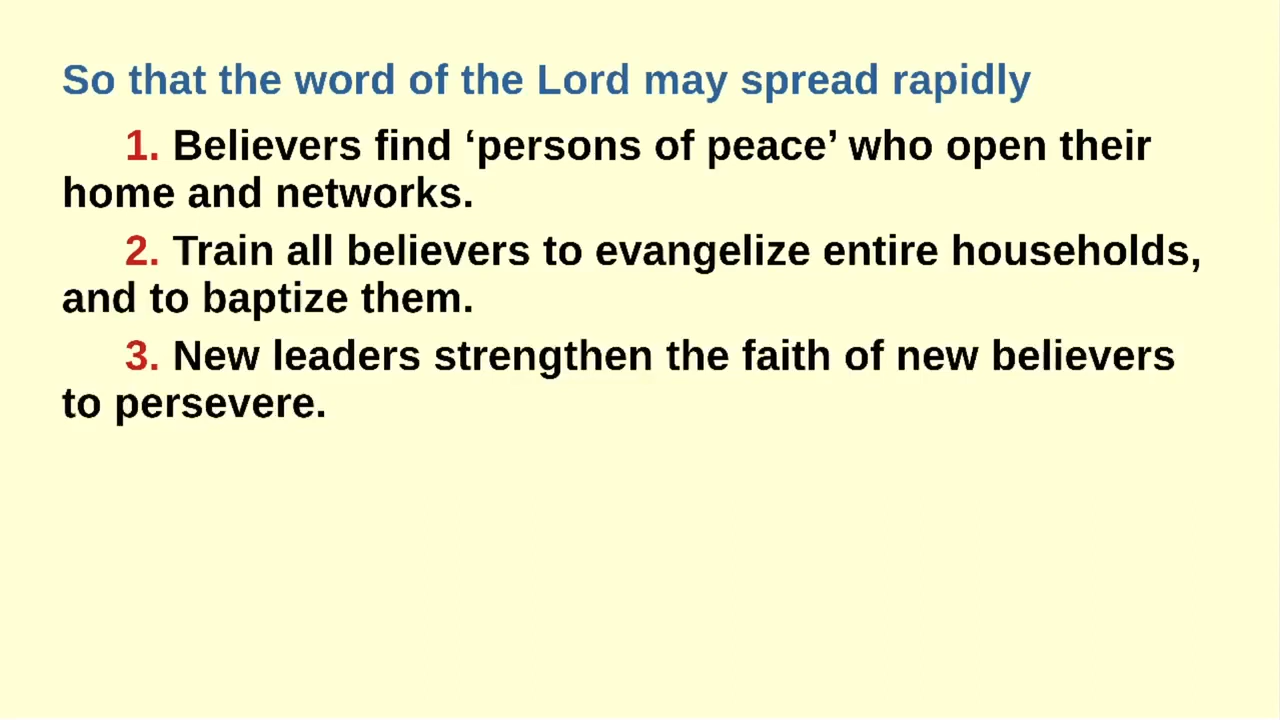 So that the word of the Lord may spread rapidly
1. Believers find ‘persons of peace’ who open their
home and networks.
2. Train all believers to evangelize entire households,
and to baptize them.
3. New leaders strengthen the faith of new believers
to persevere.